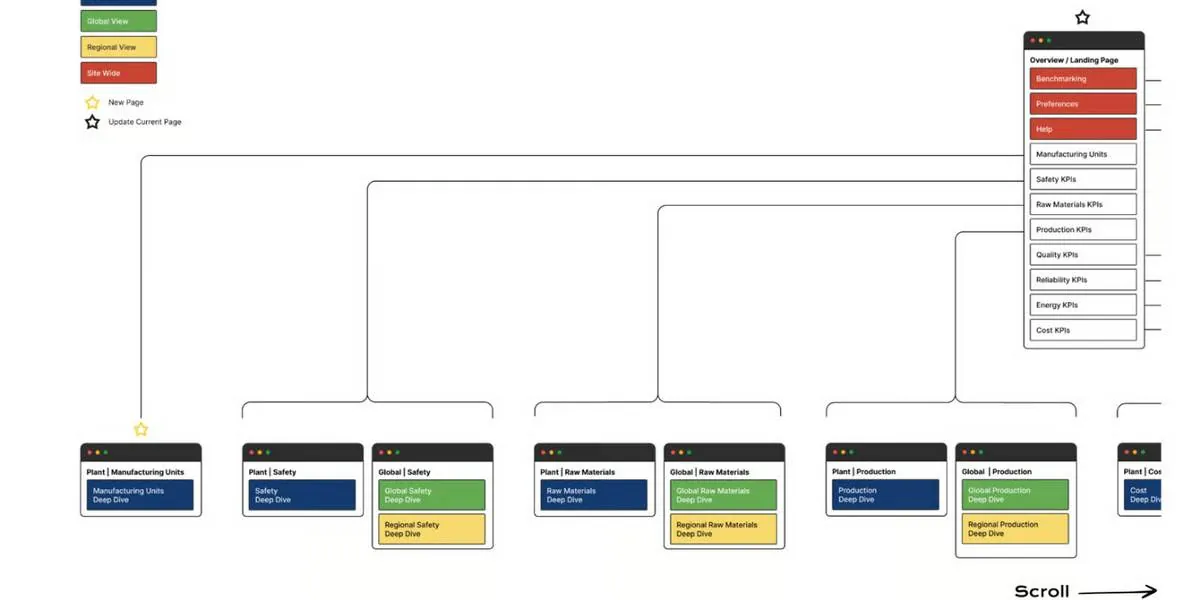 Global View
Regional View
Site Wide
New Page
Update Current Page
Overview / Landing Page
Benchmarking
Preferences
Help
Manufacturing Units
Safety KPIs
Raw Materials KPIs
Production KPIs
Quality KPIs
Reliability KPIs
Energy KPIs
Cost KPIs
Plant | Manufacturing Units
Manufacturing Units
Deep Dive
Plant | Safety
Safety
Deep Dive
Global | Safety
Global Safety
Deep Dive
Regional Safety
Deep Dive
Plant | Raw Materials
Raw Materials
Deep Dive
Global | Raw Materials
Global Raw Materials
Deep Dive
Regional Raw Materials
Deep Dive
Plant | Production
Production
Deep Dive
Global | Production
Global Production
Deep Dive
Regional Production
Deep Dive
Plant | Cos
Cost
Deep Div
Scroll